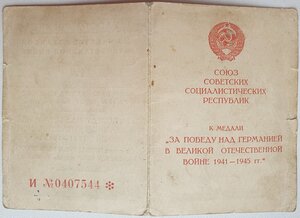 И №0407544 ✻
СОЮЗ
СОВЕТСКИХ
СОЦИАЛИСТИЧЕСКИХ
РЕСПУБЛИК
К МЕДАЛИ
„ЗА ПОБЕДУ НАД ГЕРМАНИЕЙ
В ВЕЛИКОЙ ОТЕЧЕСТВЕННОЙ
ВОЙНЕ 1941—1945 гг."